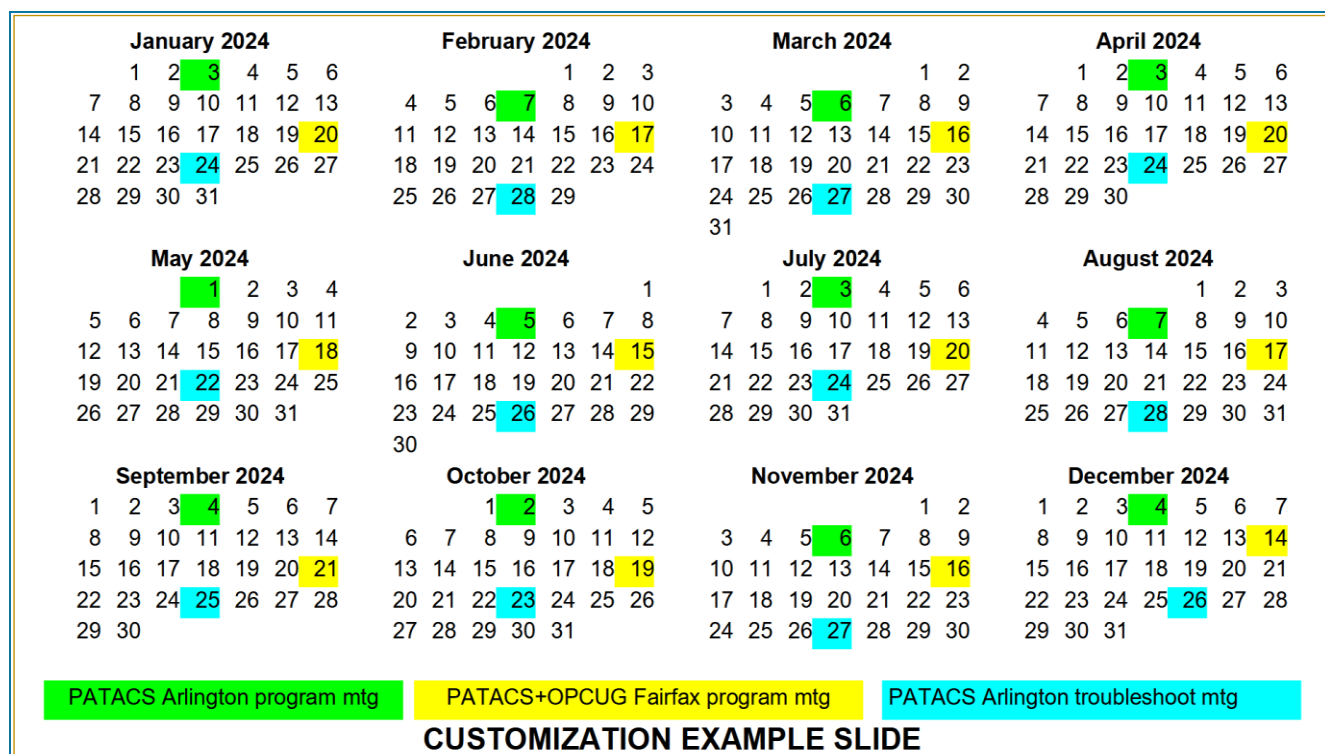 January 2024 February 2024 March 2024 April 2024
1 2 3 4 5 6 1 2 3 1 2 1 2 3 4 5 6
7 8 9 10 11 12 13 4 5 6 7 8 9 10 3 4 5 6 7 8 9 7 8 9 10 11 12 13
14 15 16 17 18 19 20 11 12 13 14 15 16 17 10 11 12 13 14 15 16 14 15 16 17 18 19 20
21 22 23 24 25 26 27 18 19 20 21 22 23 24 17 18 19 20 21 22 23 21 22 23 24 25 26 27
28 29 30 31 25 26 27 28 29 24 25 26 27 28 29 30 28 29 30
31
May 2024 June 2024 July 2024 August 2024
1 2 3 4 1 1 2 3 4 5 6 1 2 3
5 6 7 8 9 10 11 2 3 4 5 6 7 8 7 8 9 10 11 12 13 4 5 6 7 8 9 10
12 13 14 15 16 17 18 9 10 11 12 13 14 15 14 15 16 17 18 19 20 11 12 13 14 15 16 17
19 20 21 22 23 24 25 16 17 18 19 20 21 22 21 22 23 24 25 26 27 18 19 20 21 22 23 24
26 27 28 29 30 31 23 24 25 26 27 28 29 28 29 30 31 25 26 27 28 29 30 31
30
September 2024 October 2024 November 2024 December 2024
1 2 3 4 5 6 7 1 2 3 4 5 1 2 1 2 3 4 5 6 7
8 9 10 11 12 13 14 6 7 8 9 10 11 12 3 4 5 6 7 8 9 8 9 10 11 12 13 14
15 16 17 18 19 20 21 13 14 15 16 17 18 19 10 11 12 13 14 15 16 15 16 17 18 19 20 21
22 23 24 25 26 27 28 20 21 22 23 24 25 26 17 18 19 20 21 22 23 22 23 24 25 26 27 28
29 30 27 28 29 30 31 24 25 26 27 28 29 30 29 30 31
PATACS Arlington program mtg PATACS+OPCUG Fairfax program mtg PATACS Arlington troubleshoot mtg
CUSTOMIZATION EXAMPLE SLIDE